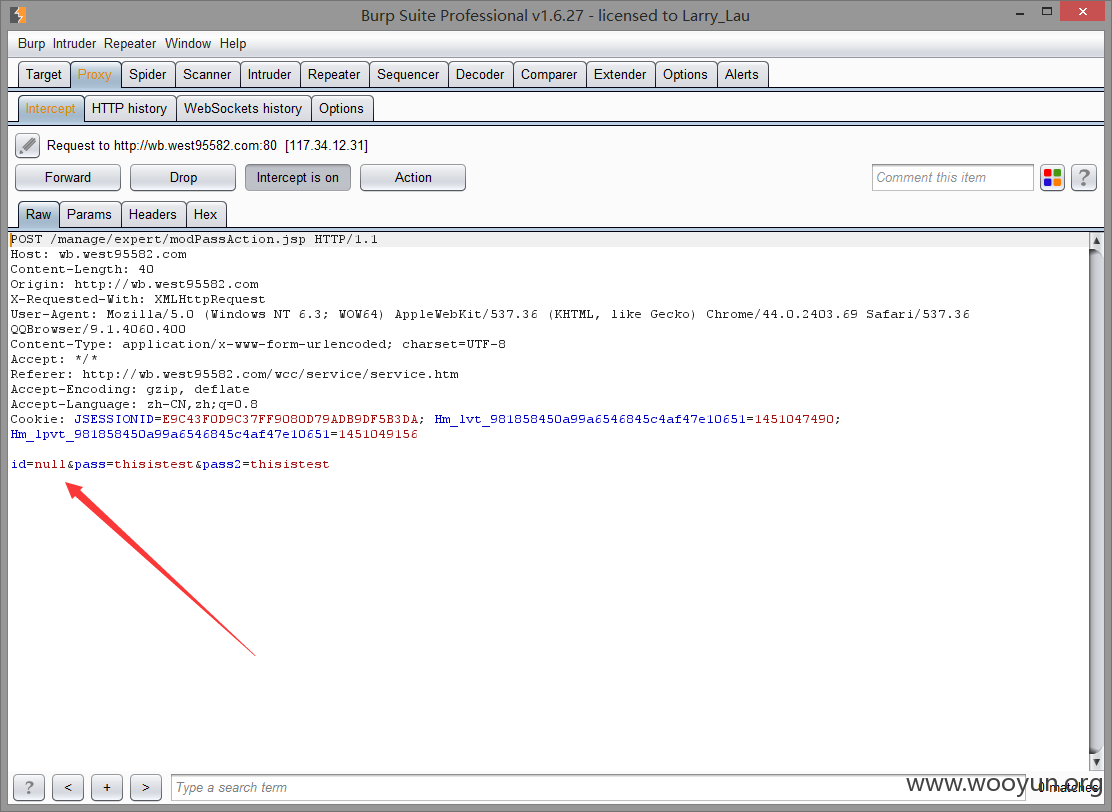 Burp Suite Professional v1.6.27 - licensed to Larry_Lau
Burp Intruder Repeater Window Help
Target Proxy Spider Scanner Intruder Repeater Sequencer Decoder Comparer Extender Options Alerts
Intercept HTTP history WebSockets history Options
Request to http://wb.west95582.com:80 [117.34.12.31]
Forward Drop Intercept is on Action Comment this item ?
Raw Params Headers Hex
POST /manage/expert/modPassAction.jsp HTTP/1.1
Host: wb.west95582.com
Content-Length: 40
Origin: http://wb.west95582.com
X-Requested-With: XMLHttpRequest
User-Agent: Mozilla/5.0 (Windows NT 6.3; WOW64) AppleWebKit/537.36 (KHTML, like Gecko) Chrome/44.0.2403.69 Safari/537.36
QQBrowser/9.1.4060.400
Content-Type: application/x-www-form-urlencoded; charset=UTF-8
Accept: */*
Referer: http://wb.west95582.com/wcc/service/service.htm
Accept-Encoding: gzip, deflate
Accept-Language: zh-CN,zh;q=0.8
Cookie: JSESSIONID=E9C43F0D9C37FF9080D79ADB9DF5B3DA; Hm_lvt_981858450a99a6546845c4af47e10651=1451047490;
Hm_lpvt_981858450a99a6546845c4af47e10651=1451049156
id=null&pass=thisistest&pass2=thisistest
? < + > Type a search term 0 matches
www.wooyun.org